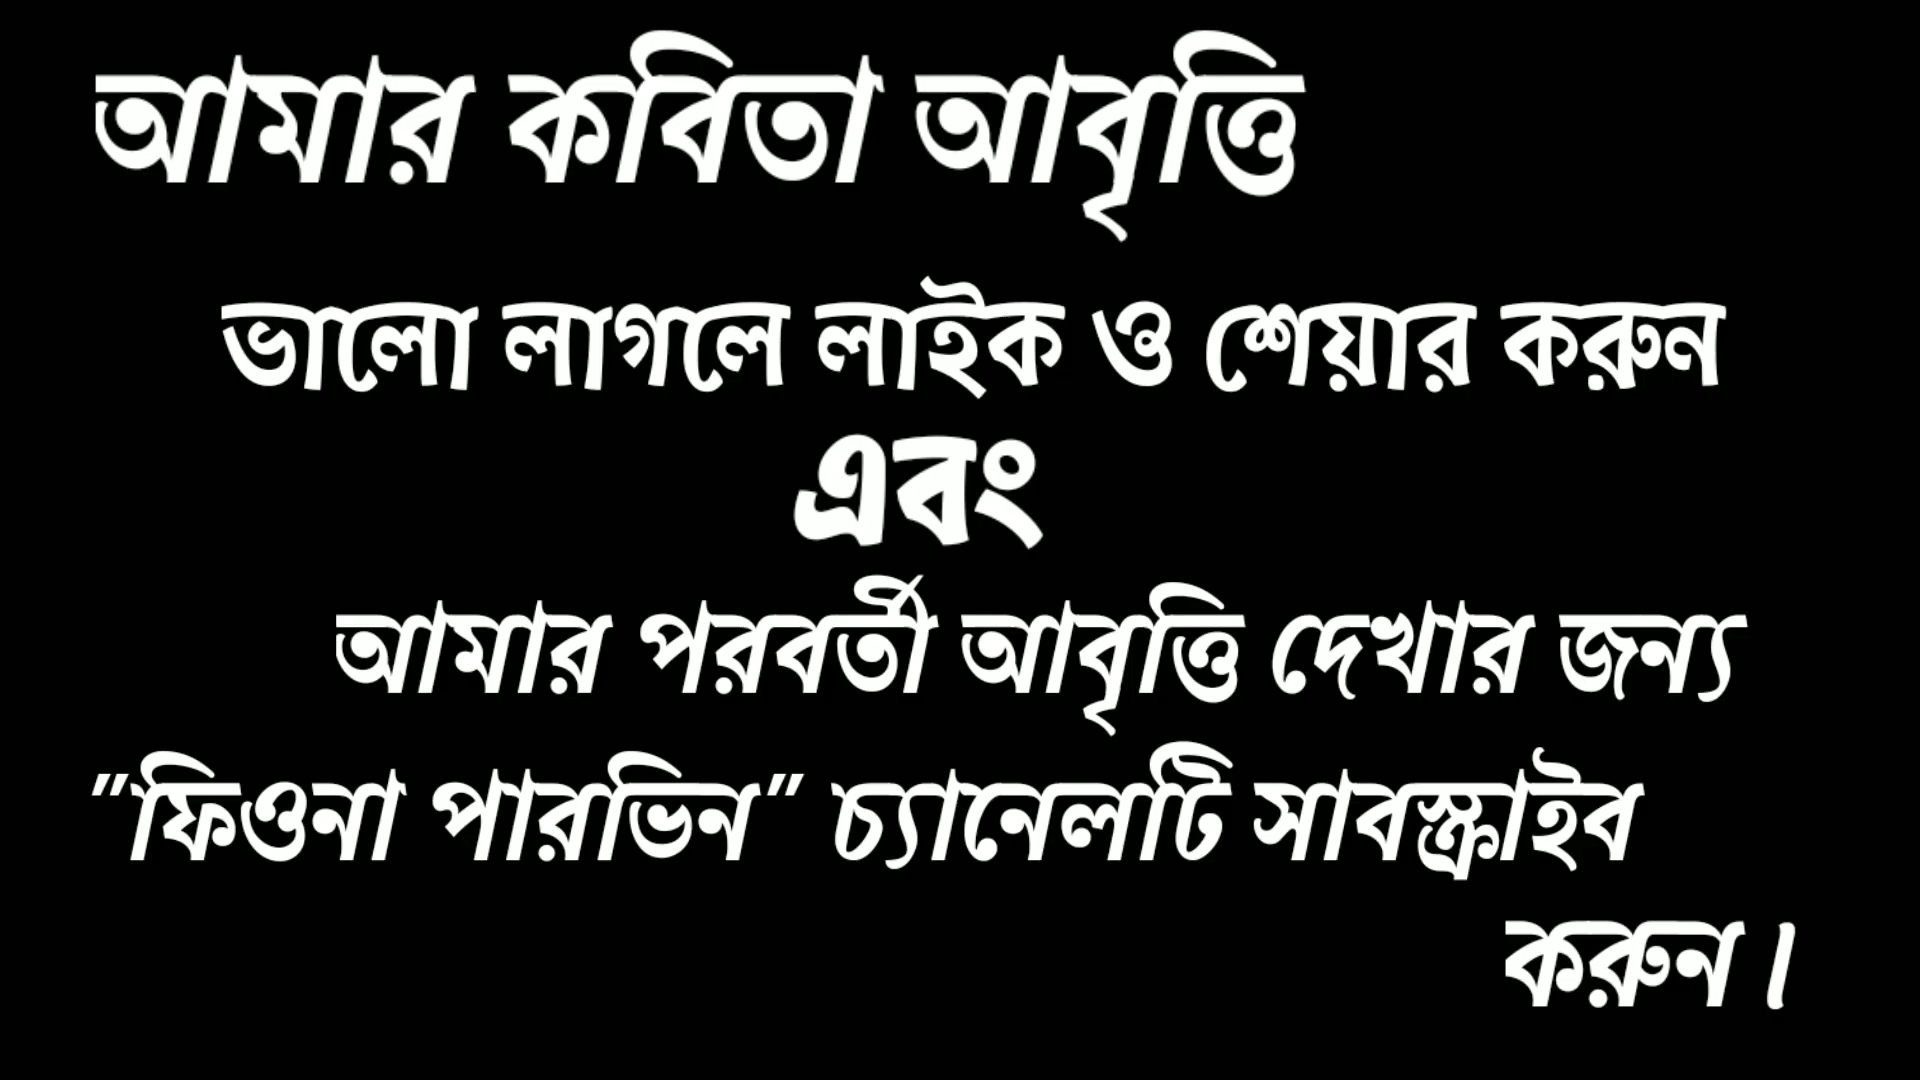 আমার কবিতা আবৃত্তি
ভালো লাগলে লাইক ও শেয়ার করুন
এবং
আমার পরবর্তী আবৃত্তি দেখার জন্য
"ফিওনা পারভিন" চ্যানেলটি সাবস্ক্রাইব
করুন।